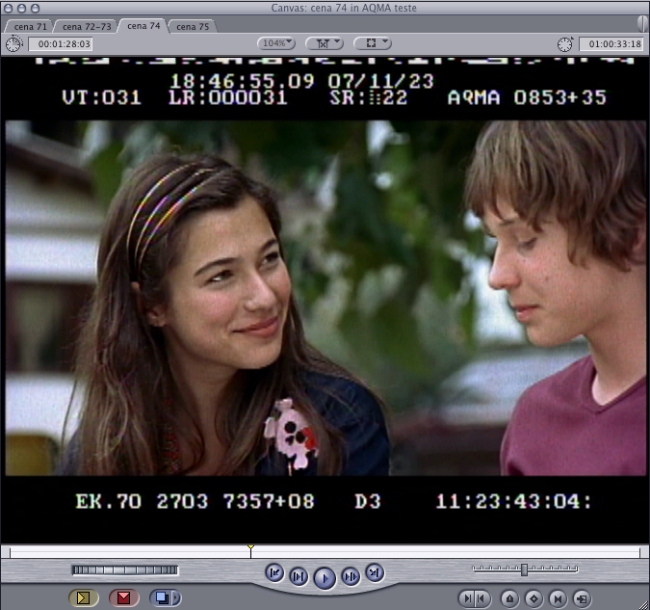 Canvas: cena 74 in AQMA teste
cena 71 cena 72-73 cena 74 cena 75
00:01:28:03 104% 01:00:33:18
18:46:55.09 07/11/23
VT:031 LR:000031 SR: 22 AQMA 0853+35
EK.70 2703 7357+08 D3 11:23:43:04: